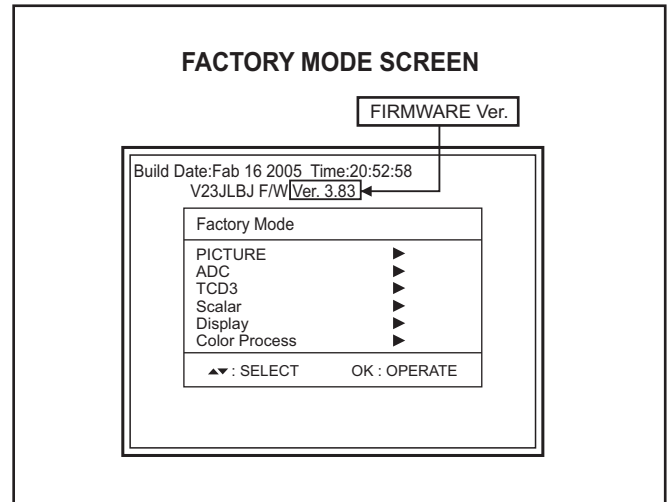 FACTORY MODE SCREEN
FIRMWARE Ver.
Build Date:Fab 16 2005 Time:20:52:58
V23JLBJ F/W Ver. 3.83
Factory Mode
PICTURE ▶
ADC ▶
TCD3 ▶
Scalar ▶
Display ▶
Color Process ▶
▲▼ : SELECT OK : OPERATE